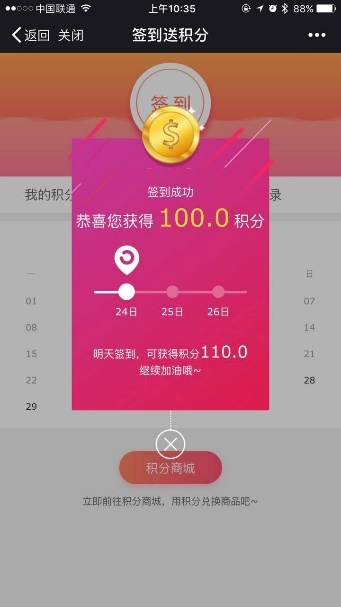 中国联通 上午10:35 88%
返回 关闭 签到送积分
签到
我的积分 录
签到成功
恭喜您获得 100.0 积分
一 日
24日 25日 26日
01 07
08 14
15 21
明天签到，可获得积分110.0
继续加油哦~
22 28
29
积分商城
立即前往积分商城，用积分兑换商品吧~